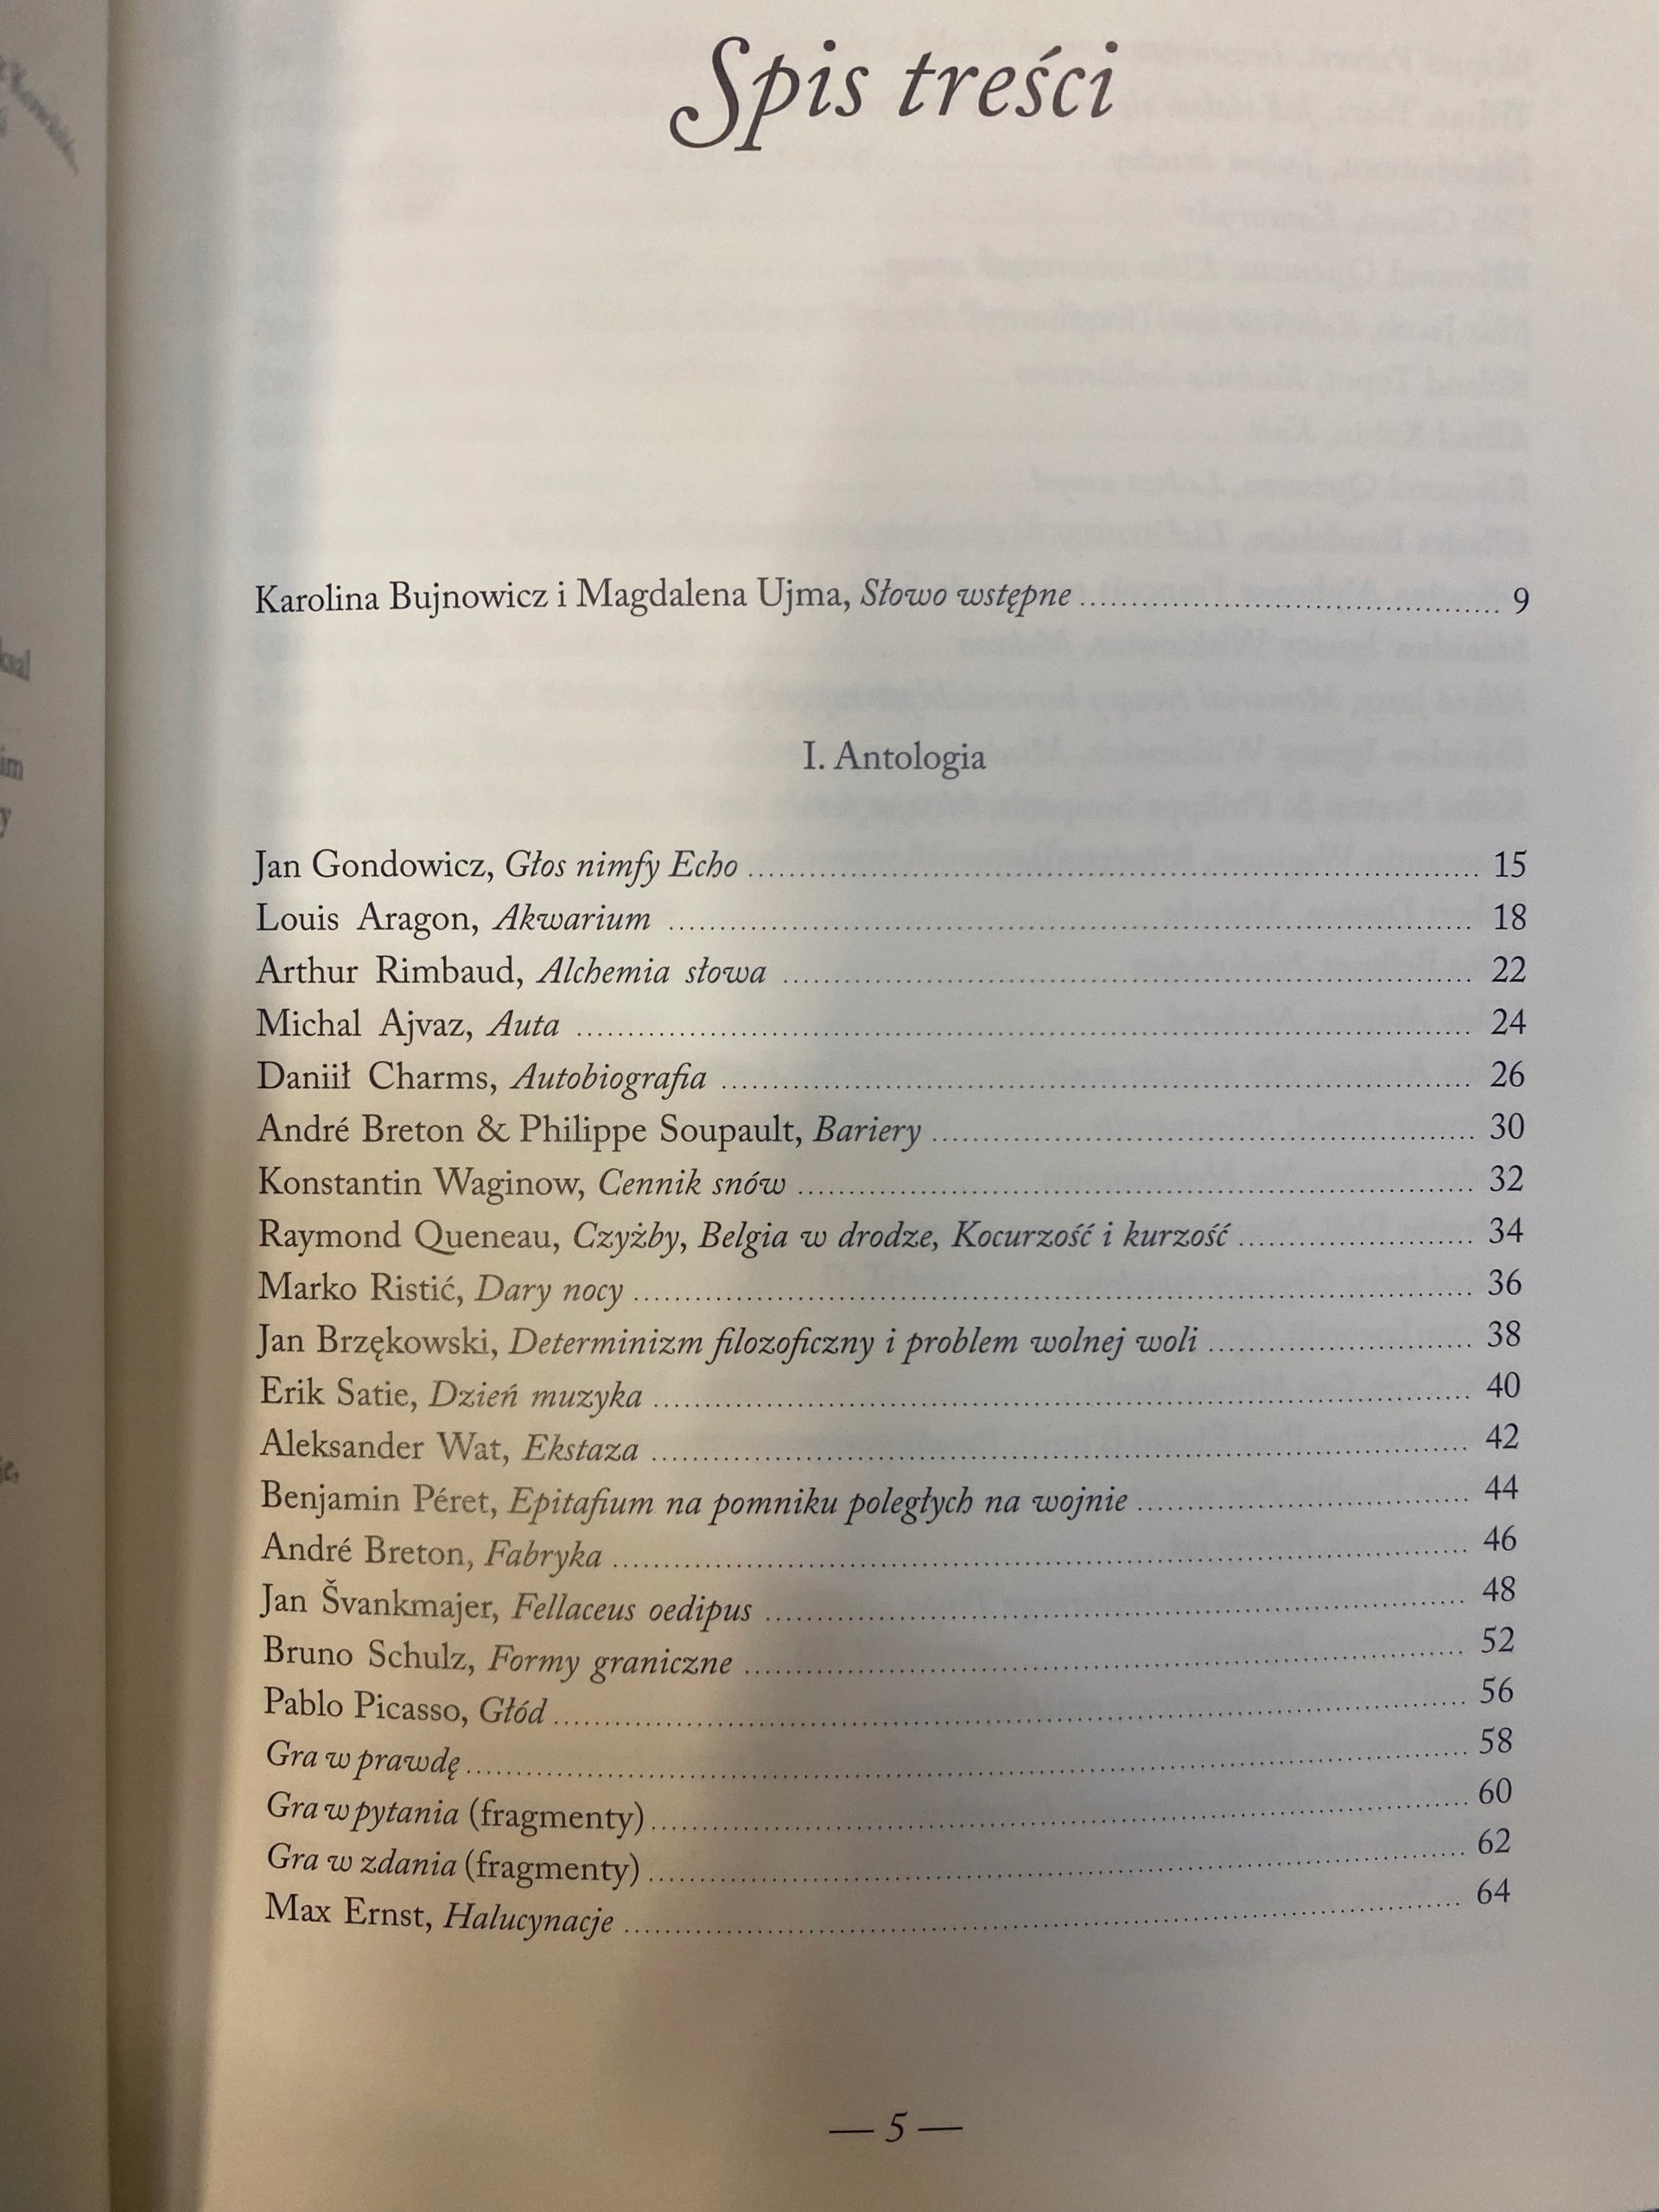 Spis treści
Karolina Bujnowicz i Magdalena Ujma, Słowo wstępne ........ 9
I. Antologia
Jan Gondowicz, Głos nimfy Echo ........ 15
Louis Aragon, Akwarium ........ 18
Arthur Rimbaud, Alchemia słowa ........ 22
Michal Ajvaz, Auta ........ 24
Daniił Charms, Autobiografia ........ 26
André Breton & Philippe Soupault, Bariery ........ 30
Konstantin Waginow, Cennik snów ........ 32
Raymond Queneau, Czyżby, Belgia w drodze, Kocurzość i kurzość ........ 34
Marko Ristić, Dary nocy ........ 36
Jan Brzękowski, Determinizm filozoficzny i problem wolnej woli ........ 38
Erik Satie, Dzień muzyka ........ 40
Aleksander Wat, Ekstaza ........ 42
Benjamin Péret, Epitafium na pomniku poległych na wojnie ........ 44
André Breton, Fabryka ........ 46
Jan Švankmajer, Fellaceus oedipus ........ 48
Bruno Schulz, Formy graniczne ........ 52
Pablo Picasso, Głód ........ 56
Gra w prawdę ........ 58
Gra w pytania (fragmenty) ........ 60
Gra w zdania (fragmenty) ........ 62
Max Ernst, Halucynacje ........ 64
— 5 —